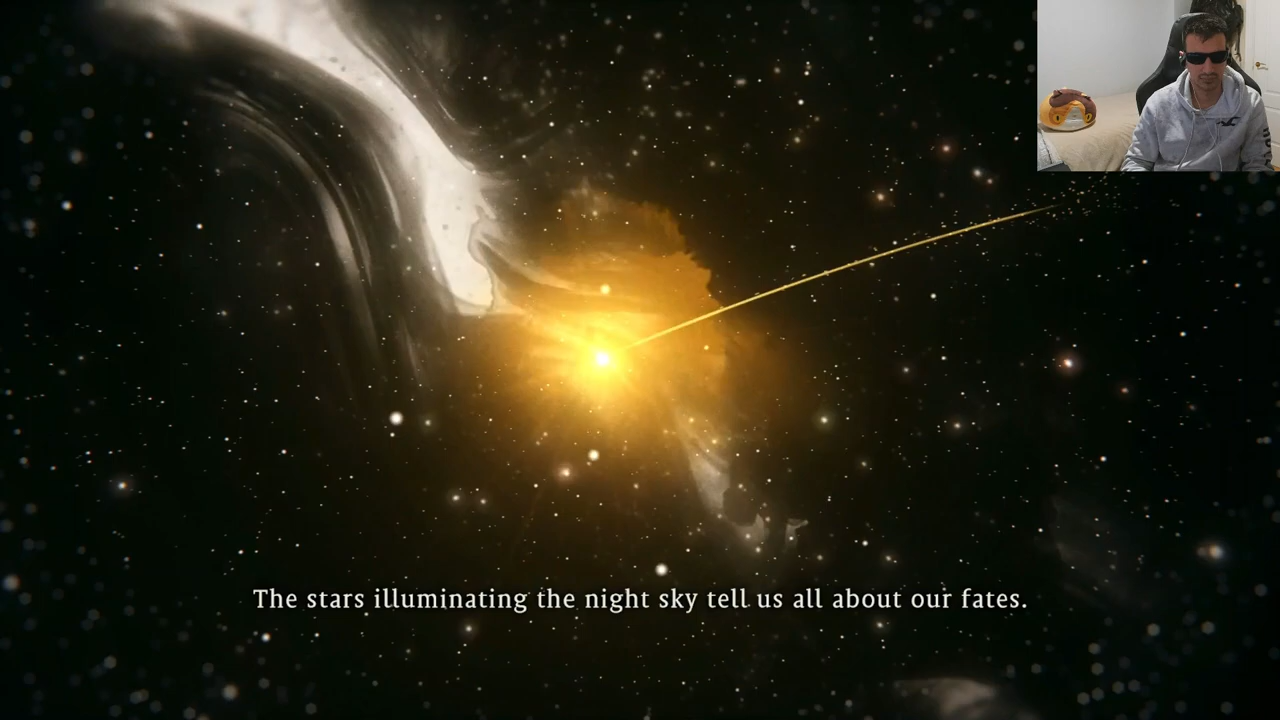 The stars illuminating the night sky tell us all about our fates.